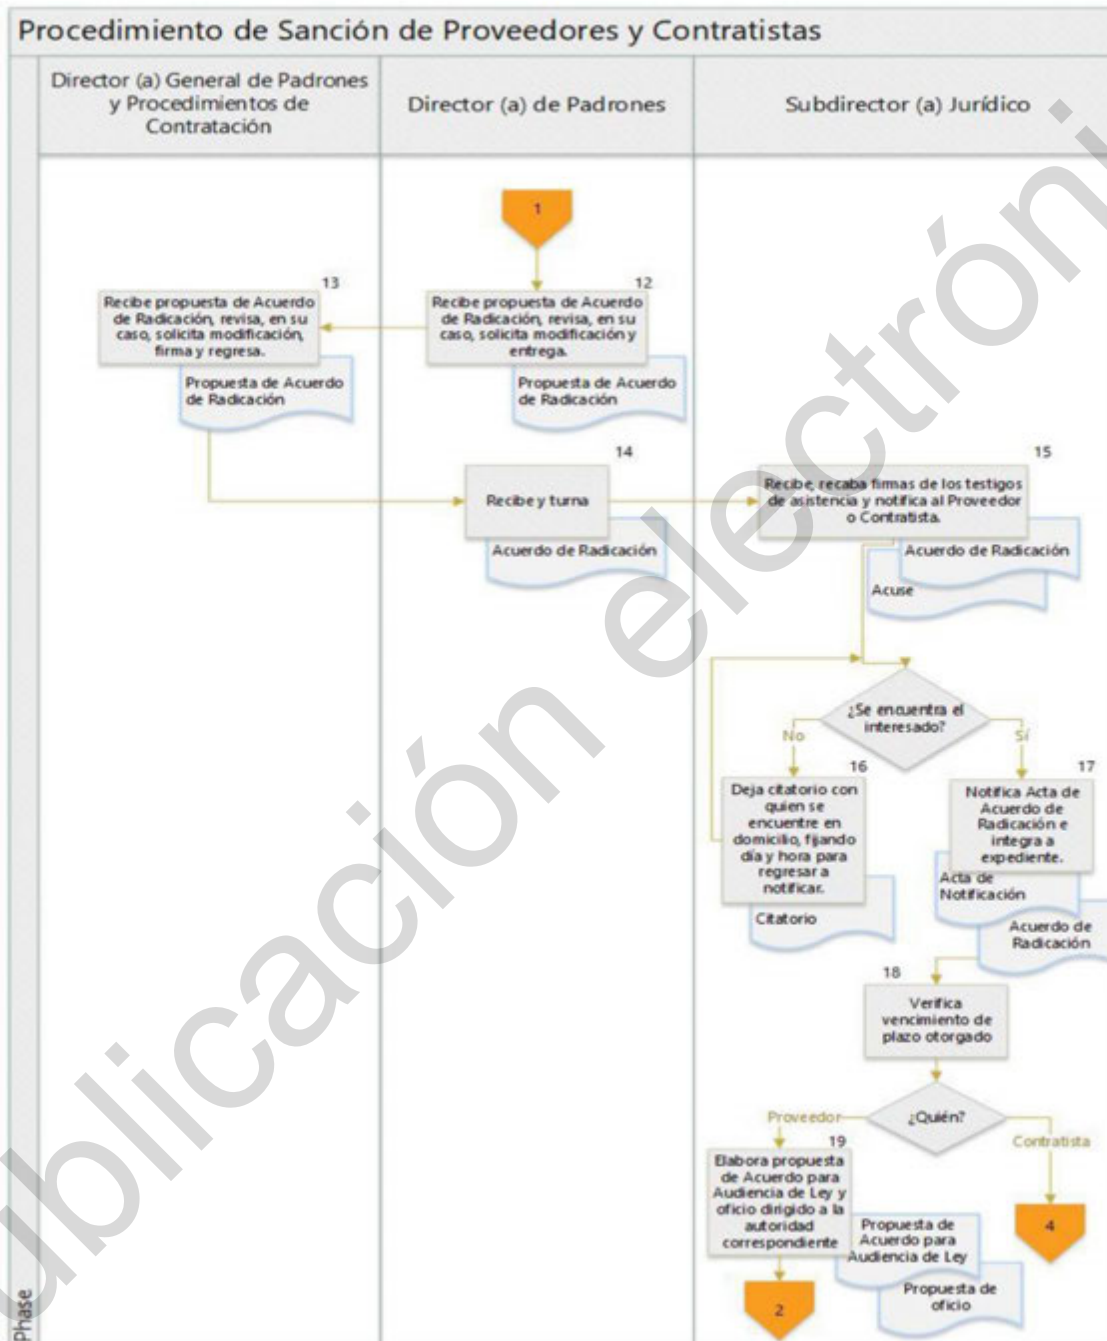 Procedimiento de Sanción de Proveedores y Contratistas
Director (a) General de Padrones
y Procedimientos de
Contratación
Director (a) de Padrones
Subdirector (a) Jurídico
1
13
Recibe propuesta de Acuerdo
de Radicación, revisa, en su
caso, solicita modificación,
firma y regresa.
Propuesta de Acuerdo
de Radicación
12
Recibe propuesta de Acuerdo
de Radicación, revisa, en su
caso, solicita modificación y
entrega.
Propuesta de Acuerdo
de Radicación
14
Recibe y turna
Acuerdo de Radicación
15
Recibe, recaba firmas de los testigos
de asistencia y notifica al Proveedor
o Contratista.
Acuerdo de Radicación
Acuse
¿Se encuentra el
interesado?
No
Sí
16
Deja citatorio con
quien se
encuentre en
domicilio, fijando
día y hora para
regresar a
notificar.
Citatorio
17
Notifica Acta de
Acuerdo de
Radicación e
integra a
expediente.
Acta de
Notificación
Acuerdo de
Radicación
18
Verifica
vencimiento de
plazo otorgado
¿Quién?
Proveedor
Contratista
19
Elabora propuesta
de Acuerdo para
Audiencia de Ley y
oficio dirigido a la
autoridad
correspondiente
Propuesta de
Acuerdo para
Audiencia de Ley
Propuesta de
oficio
4
2
Phase
ublicación electróni